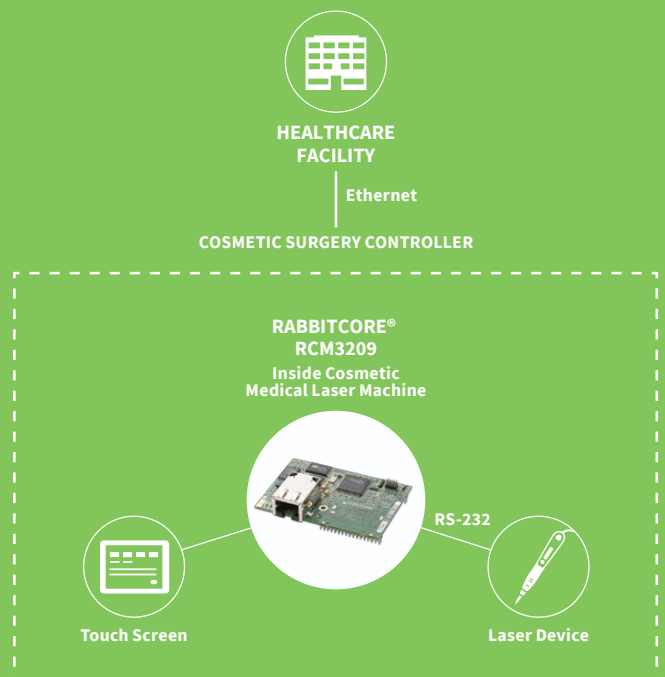 HEALTHCARE
FACILITY
Ethernet
COSMETIC SURGERY CONTROLLER
RABBITCORE®
RCM3209
Inside Cosmetic
Medical Laser Machine
RS-232
Touch Screen
Laser Device